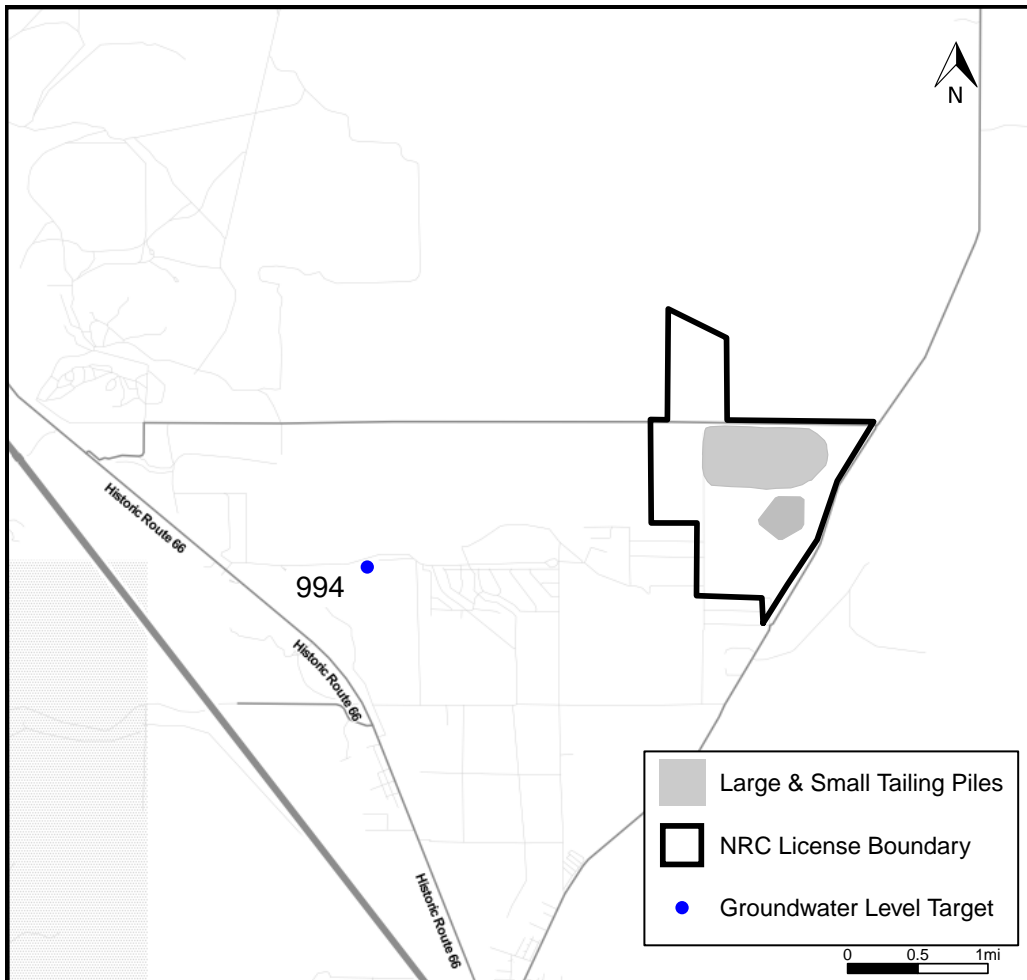 N
Historic Route 66
994
Historic Route 66
Historic Route 66
Large & Small Tailing Piles
NRC License Boundary
Groundwater Level Target
0 0.5 1mi